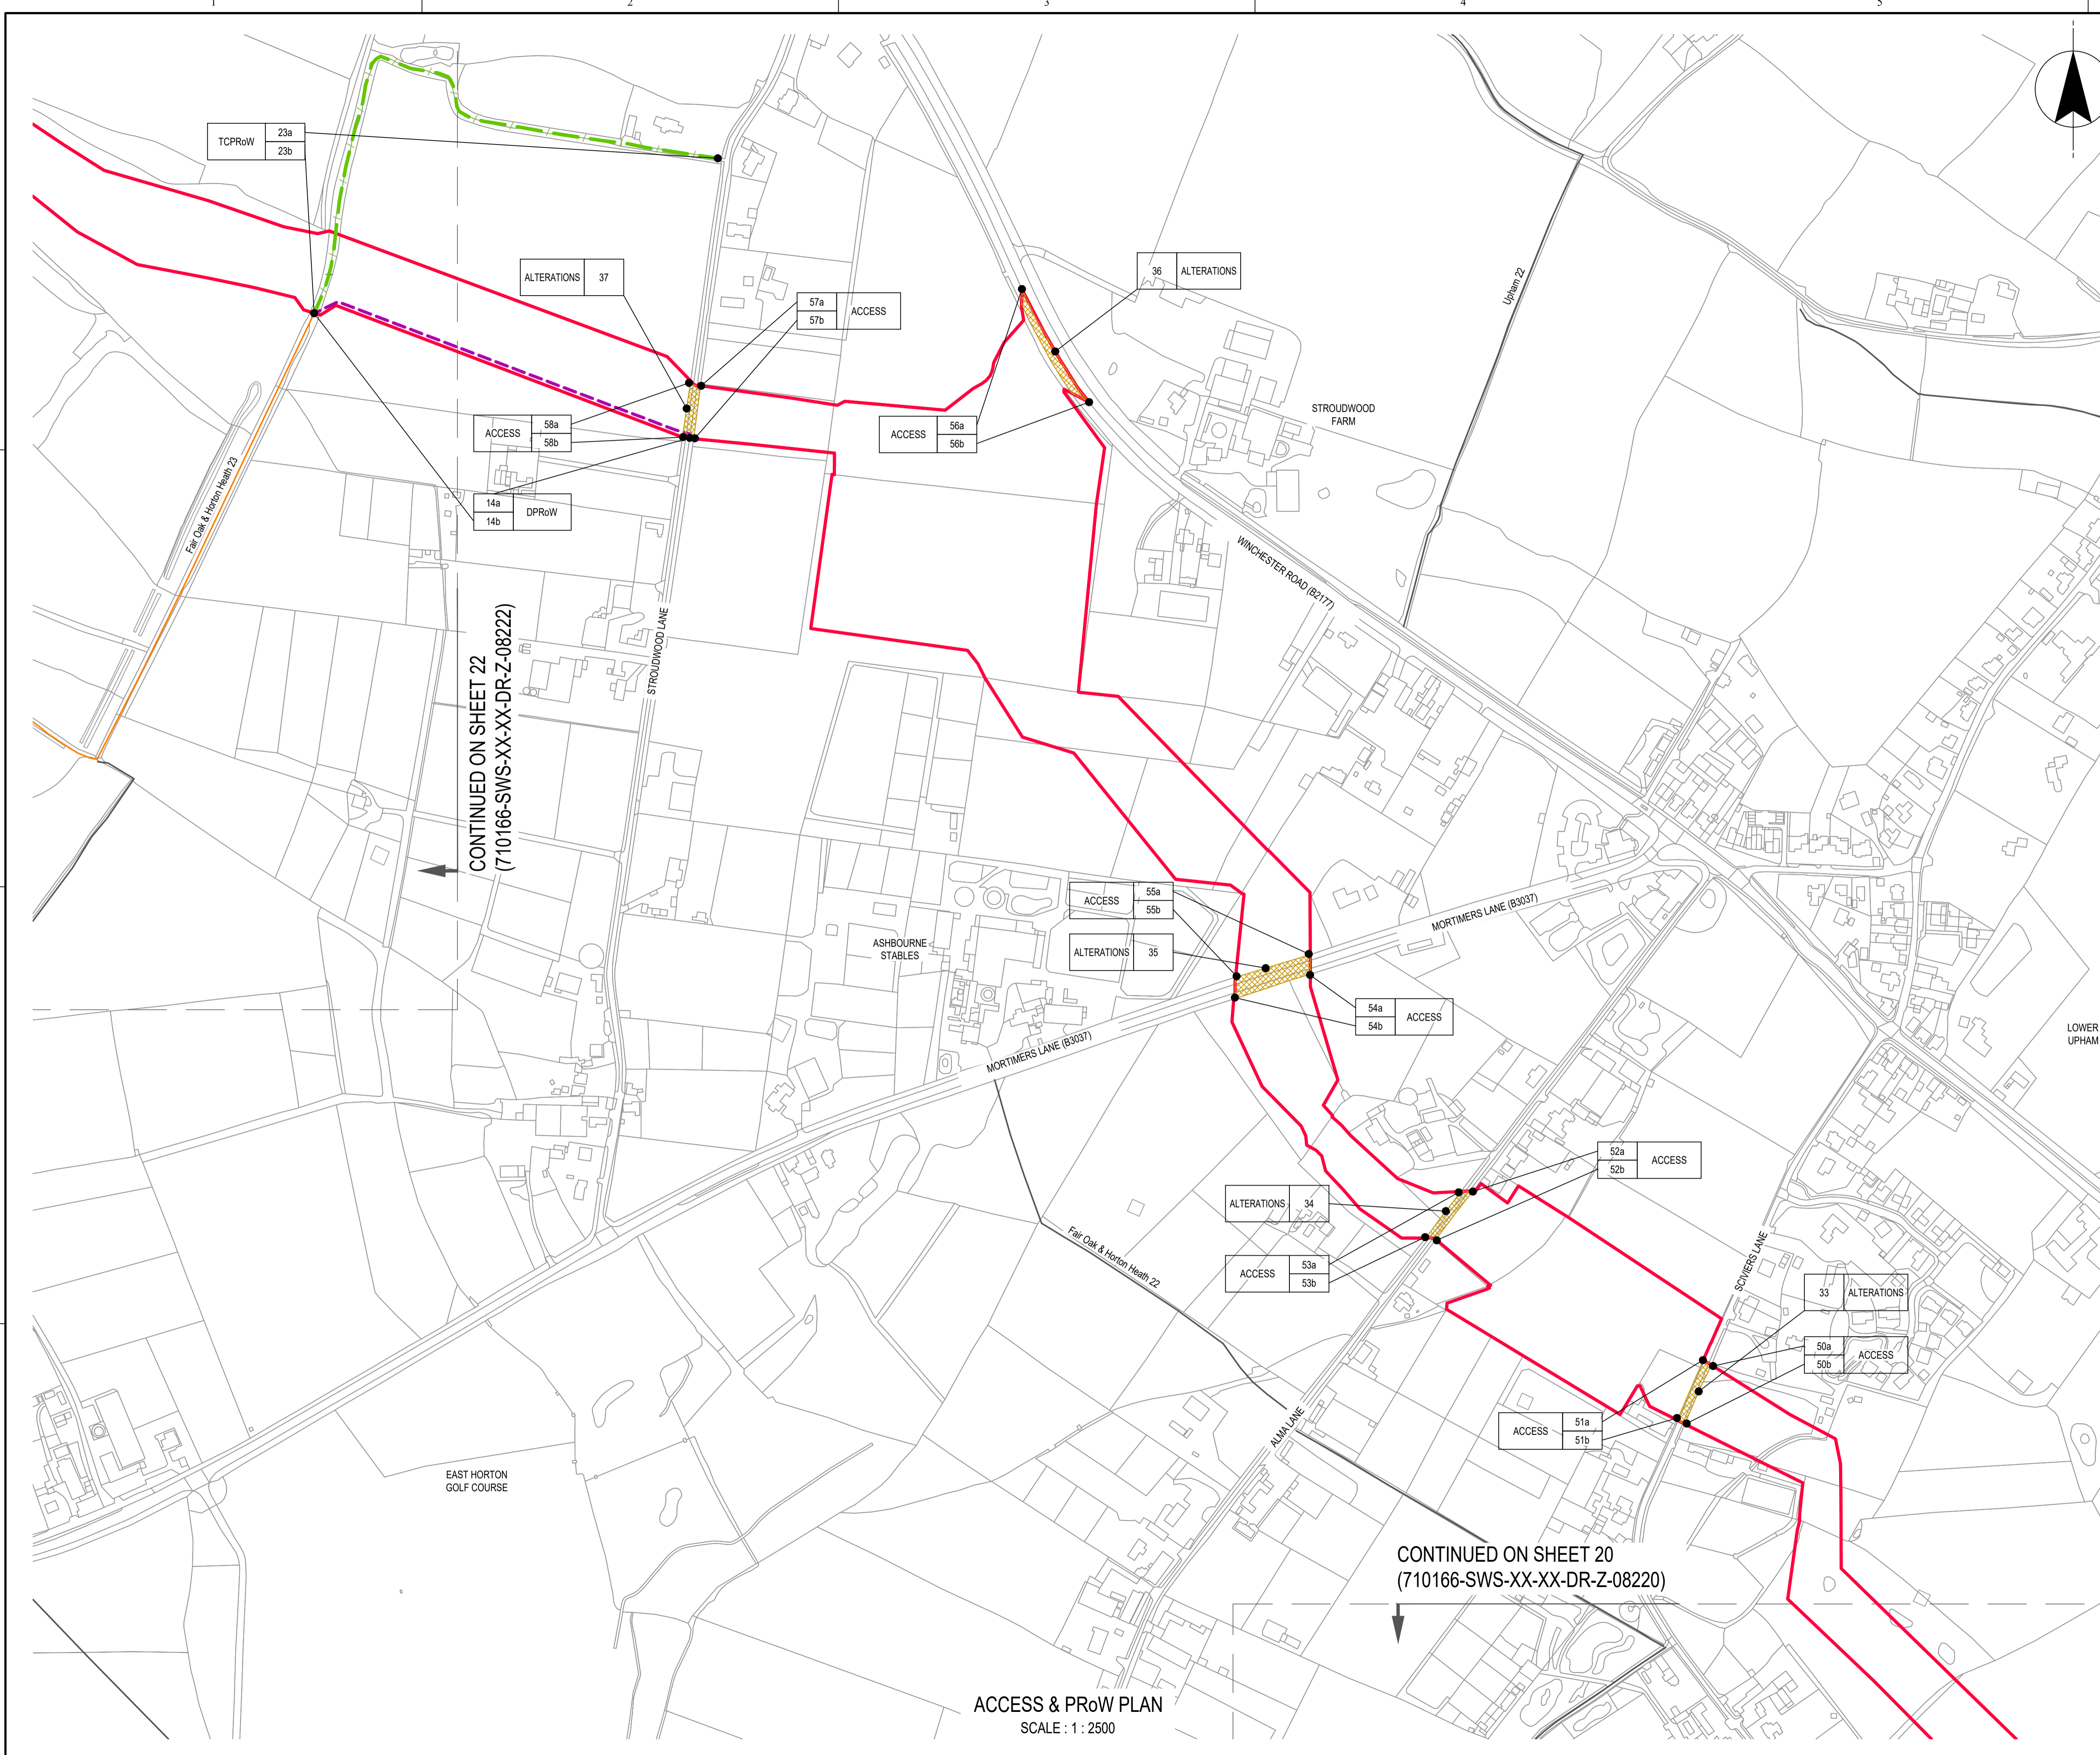 1
2
3
4
5
TCPRoW
23a
23b
ALTERATIONS
37
57a
57b
ACCESS
36
ALTERATIONS
Upham 22
ACCESS
58a
58b
ACCESS
56a
56b
STROUDWOOD
FARM
14a
14b
DPRoW
Fair Oak & Horton Heath 23
WINCHESTER ROAD (B2177)
STROUDWOOD LANE
CONTINUED ON SHEET 22
(710166-SWS-XX-XX-DR-Z-08222)
ACCESS
55a
55b
ALTERATIONS
35
MORTIMERS LANE (B3037)
ASHBOURNE
STABLES
54a
54b
ACCESS
LOWER
UPHAM
MORTIMERS LANE (B3037)
52a
52b
ACCESS
ALTERATIONS
34
Fair Oak & Horton Heath 22
ACCESS
53a
53b
SCIVIERS LANE
33
ALTERATIONS
50a
50b
ACCESS
ACCESS
51a
51b
ALMA LANE
EAST HORTON
GOLF COURSE
CONTINUED ON SHEET 20
(710166-SWS-XX-XX-DR-Z-08220)
ACCESS & PRoW PLAN
SCALE : 1 : 2500